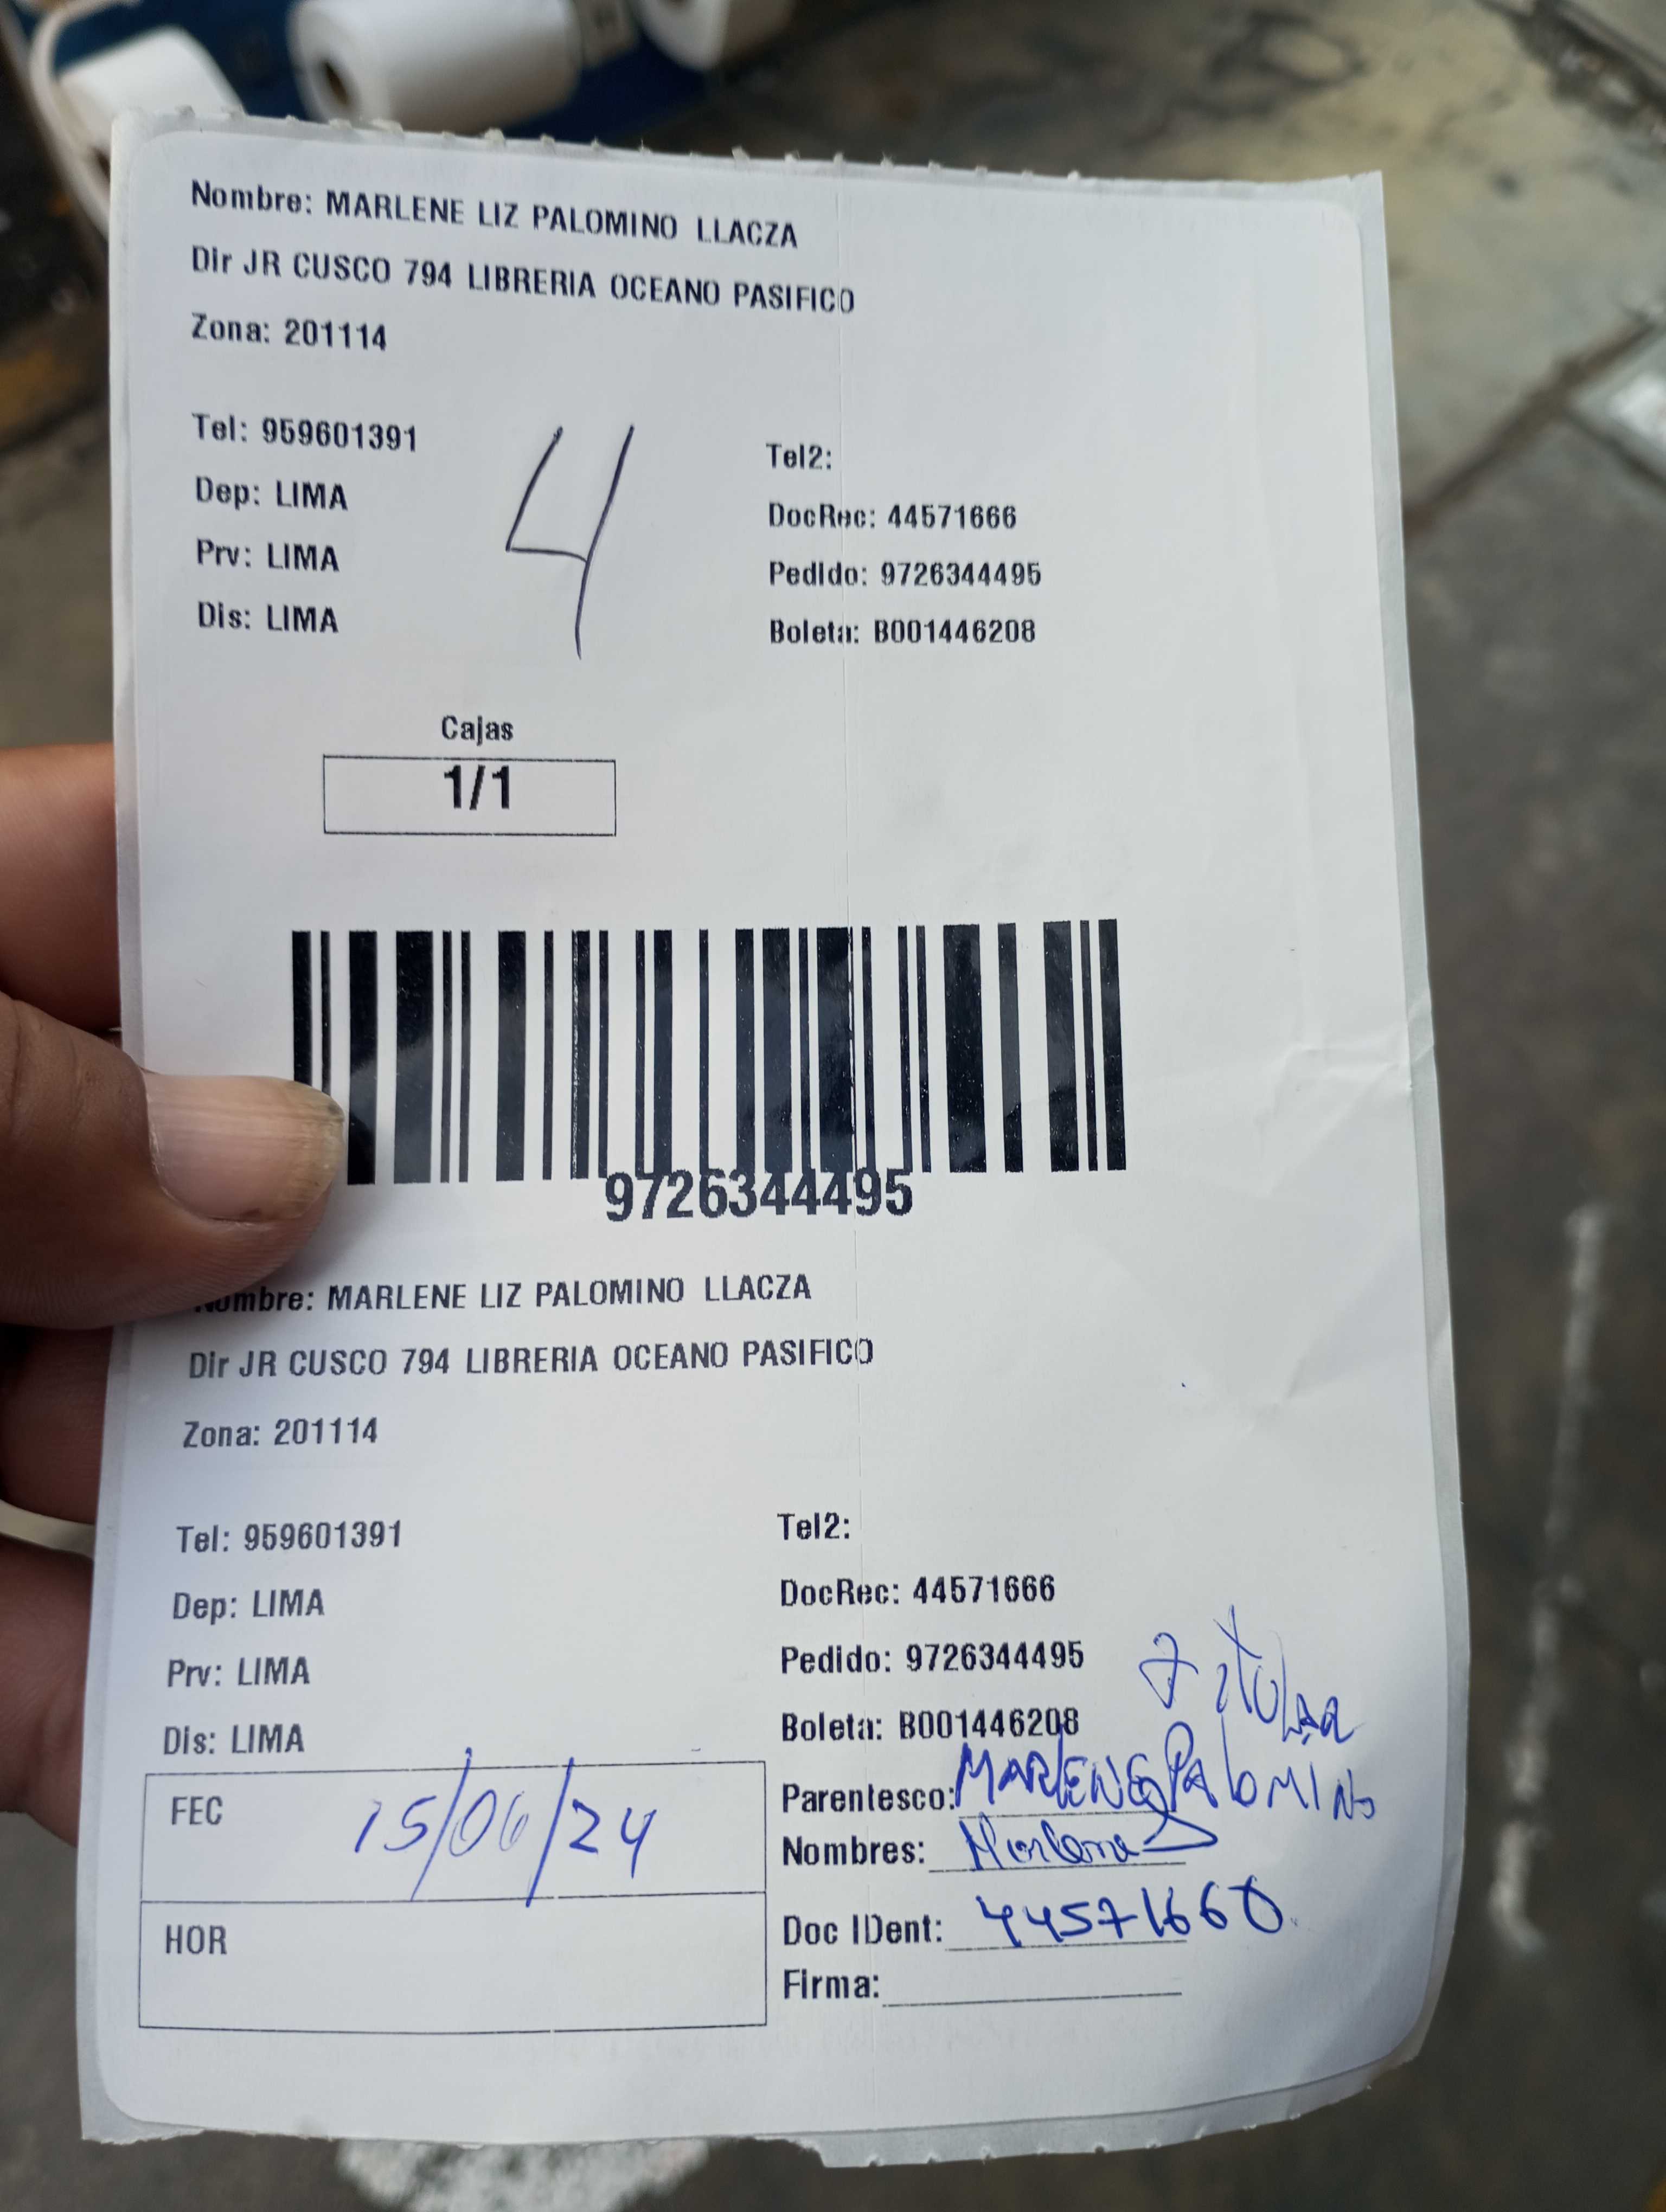 Nombre: MARLENE LIZ PALOMINO LLACZA
Dir JR CUSCO 794 LIBRERIA OCEANO PASIFICO
Zona: 201114
Tel: 959601391
4
Tel2:
Dep: LIMA
DocRec: 44571666
Prv: LIMA
Pedido: 9726344495
Dis: LIMA
Boleta: B001446208
Cajas
1/1
9726344495
Nombre: MARLENE LIZ PALOMINO LLACZA
Dir JR CUSCO 794 LIBRERIA OCEANO PASIFICO
Zona: 201114
Tel: 959601391
Tel2:
Dep: LIMA
DocRec: 44571666
Prv: LIMA
Pedido: 9726344495
Titular
Dis: LIMA
Boleta: B001446208
FEC 15/06/24
Parentesco: MARLENE PALOMINO
Nombres: Marlene
HOR
Doc IDent: 44571666
Firma: